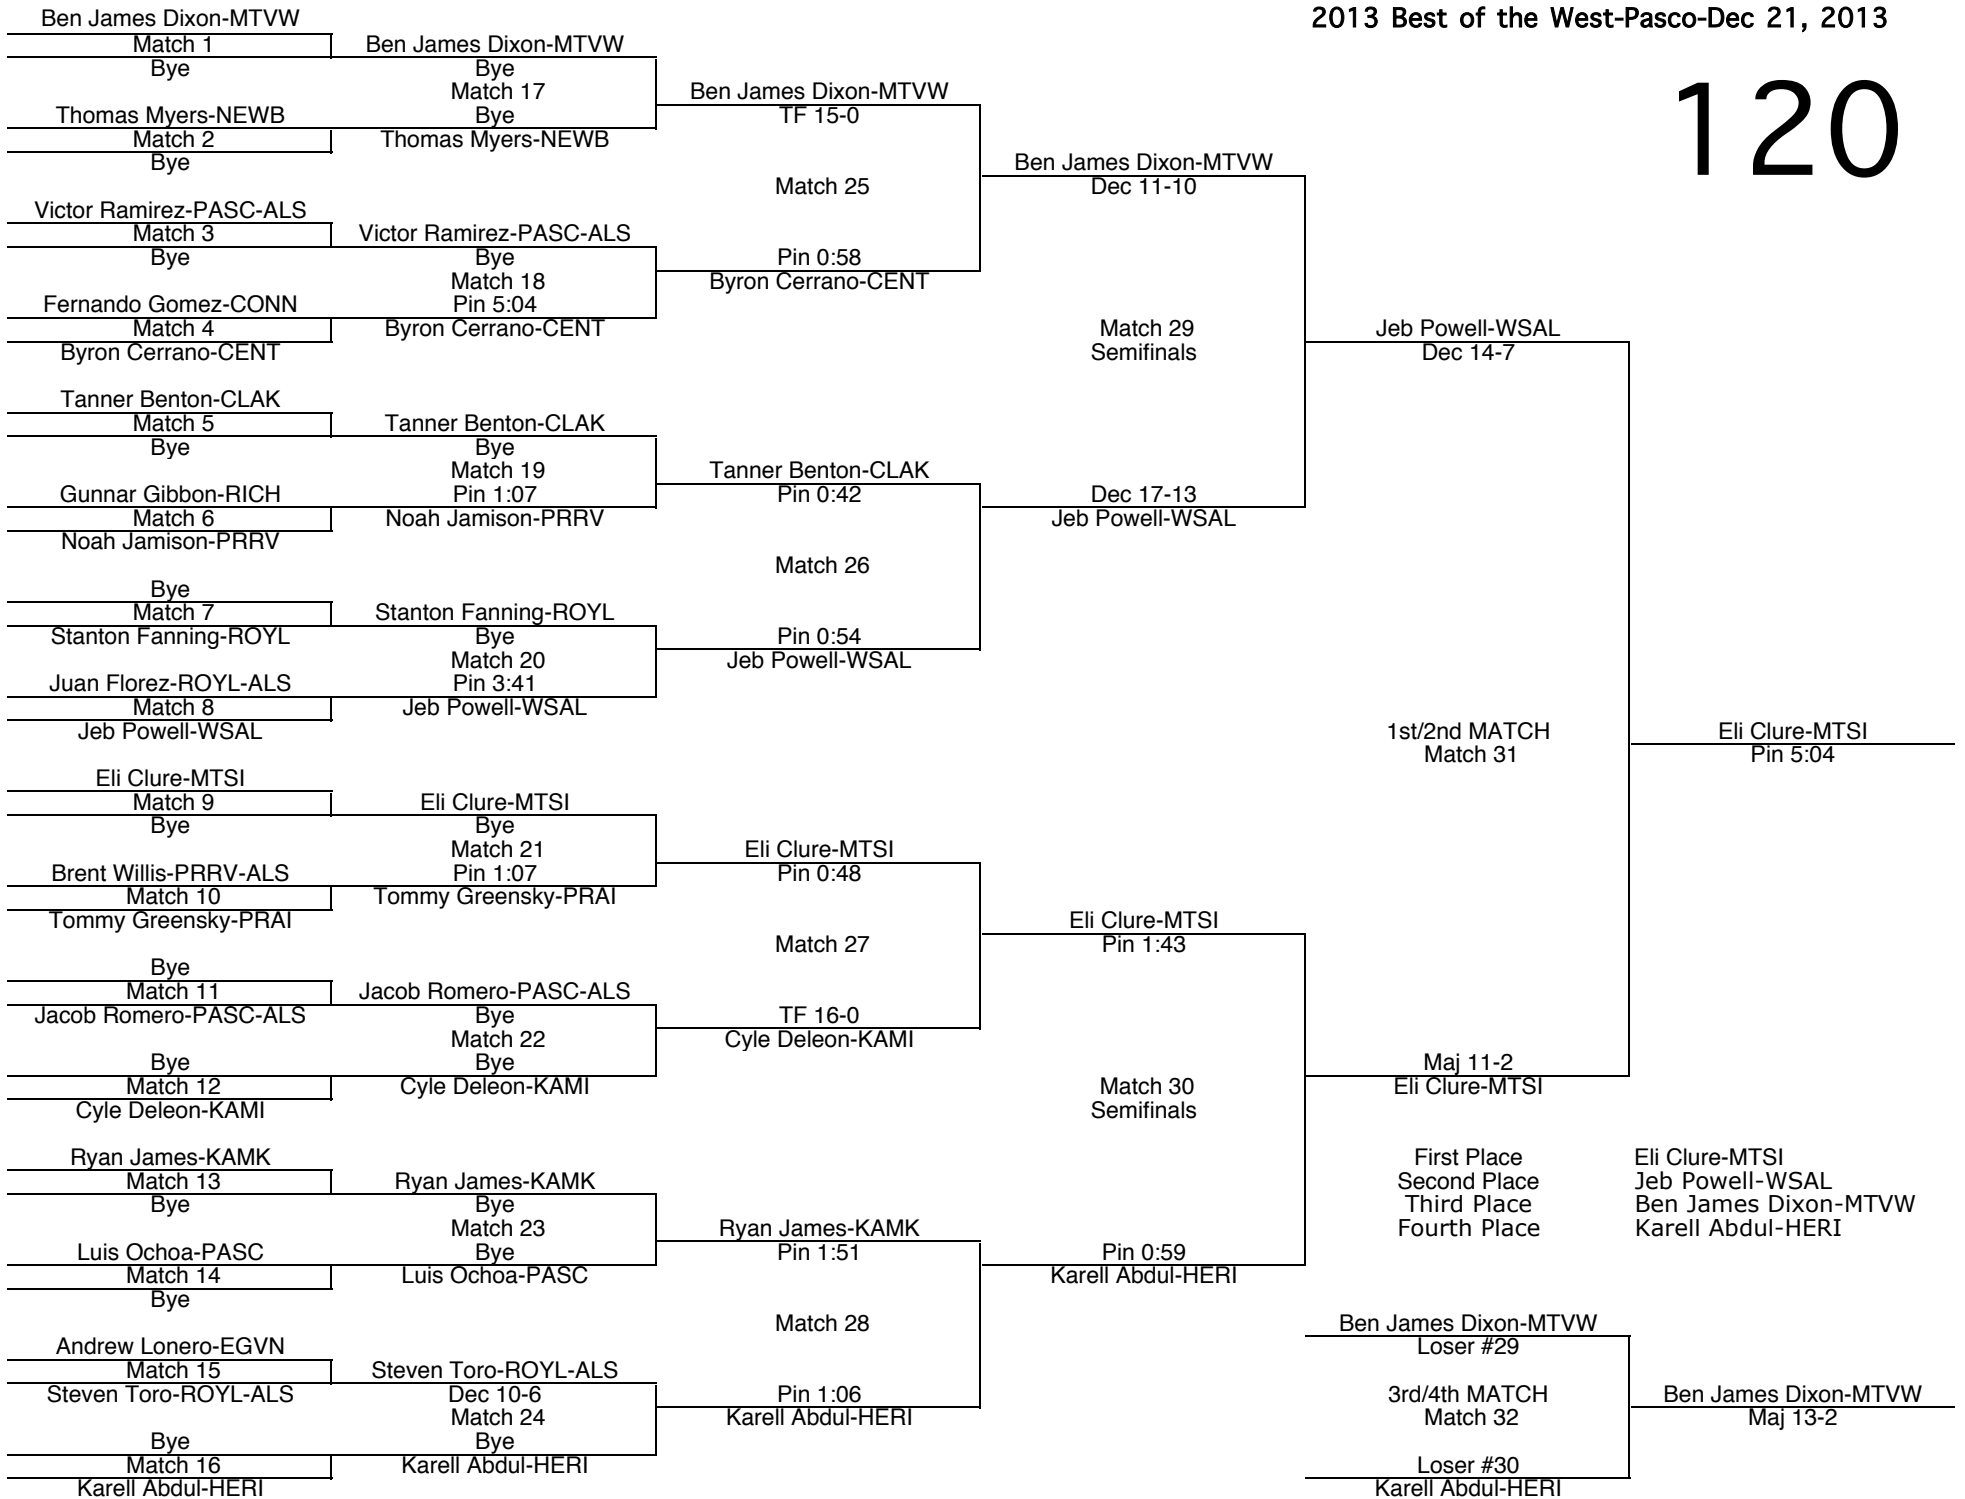 2013 Best of the West-Pasco-Dec 21, 2013
120
Ben James Dixon-MTVW
Match 1
Bye
Thomas Myers-NEWB
Match 2
Bye
Victor Ramirez-PASC-ALS
Match 3
Bye
Fernando Gomez-CONN
Match 4
Byron Cerrano-CENT
Tanner Benton-CLAK
Match 5
Bye
Gunnar Gibbon-RICH
Match 6
Noah Jamison-PRRV
Bye
Match 7
Stanton Fanning-ROYL
Juan Florez-ROYL-ALS
Match 8
Jeb Powell-WSAL
Eli Clure-MTSI
Match 9
Bye
Brent Willis-PRRV-ALS
Match 10
Tommy Greensky-PRAI
Bye
Match 11
Jacob Romero-PASC-ALS
Bye
Match 12
Cyle Deleon-KAMI
Ryan James-KAMK
Match 13
Bye
Luis Ochoa-PASC
Match 14
Bye
Andrew Lonero-EGVN
Match 15
Steven Toro-ROYL-ALS
Bye
Match 16
Karell Abdul-HERI
Ben James Dixon-MTVW
Bye
Match 17
Bye
Thomas Myers-NEWB
Victor Ramirez-PASC-ALS
Bye
Match 18
Pin 5:04
Byron Cerrano-CENT
Tanner Benton-CLAK
Bye
Match 19
Pin 1:07
Noah Jamison-PRRV
Stanton Fanning-ROYL
Bye
Match 20
Pin 3:41
Jeb Powell-WSAL
Eli Clure-MTSI
Bye
Match 21
Pin 1:07
Tommy Greensky-PRAI
Jacob Romero-PASC-ALS
Bye
Match 22
Bye
Cyle Deleon-KAMI
Ryan James-KAMK
Bye
Match 23
Bye
Luis Ochoa-PASC
Steven Toro-ROYL-ALS
Dec 10-6
Match 24
Bye
Karell Abdul-HERI
Ben James Dixon-MTVW
TF 15-0
Match 25
Pin 0:58
Byron Cerrano-CENT
Tanner Benton-CLAK
Pin 0:42
Match 26
Pin 0:54
Jeb Powell-WSAL
Eli Clure-MTSI
Pin 0:48
Match 27
TF 16-0
Cyle Deleon-KAMI
Ryan James-KAMK
Pin 1:51
Match 28
Pin 1:06
Karell Abdul-HERI
Ben James Dixon-MTVW
Dec 11-10
Match 29
Semifinals
Dec 17-13
Jeb Powell-WSAL
Eli Clure-MTSI
Pin 1:43
Match 30
Semifinals
Pin 0:59
Karell Abdul-HERI
Jeb Powell-WSAL
Dec 14-7
1st/2nd MATCH
Match 31
Maj 11-2
Eli Clure-MTSI
Eli Clure-MTSI
Pin 5:04
First Place Eli Clure-MTSI
Second Place Jeb Powell-WSAL
Third Place Ben James Dixon-MTVW
Fourth Place Karell Abdul-HERI
Ben James Dixon-MTVW
Loser #29
3rd/4th MATCH
Match 32
Loser #30
Karell Abdul-HERI
Ben James Dixon-MTVW
Maj 13-2